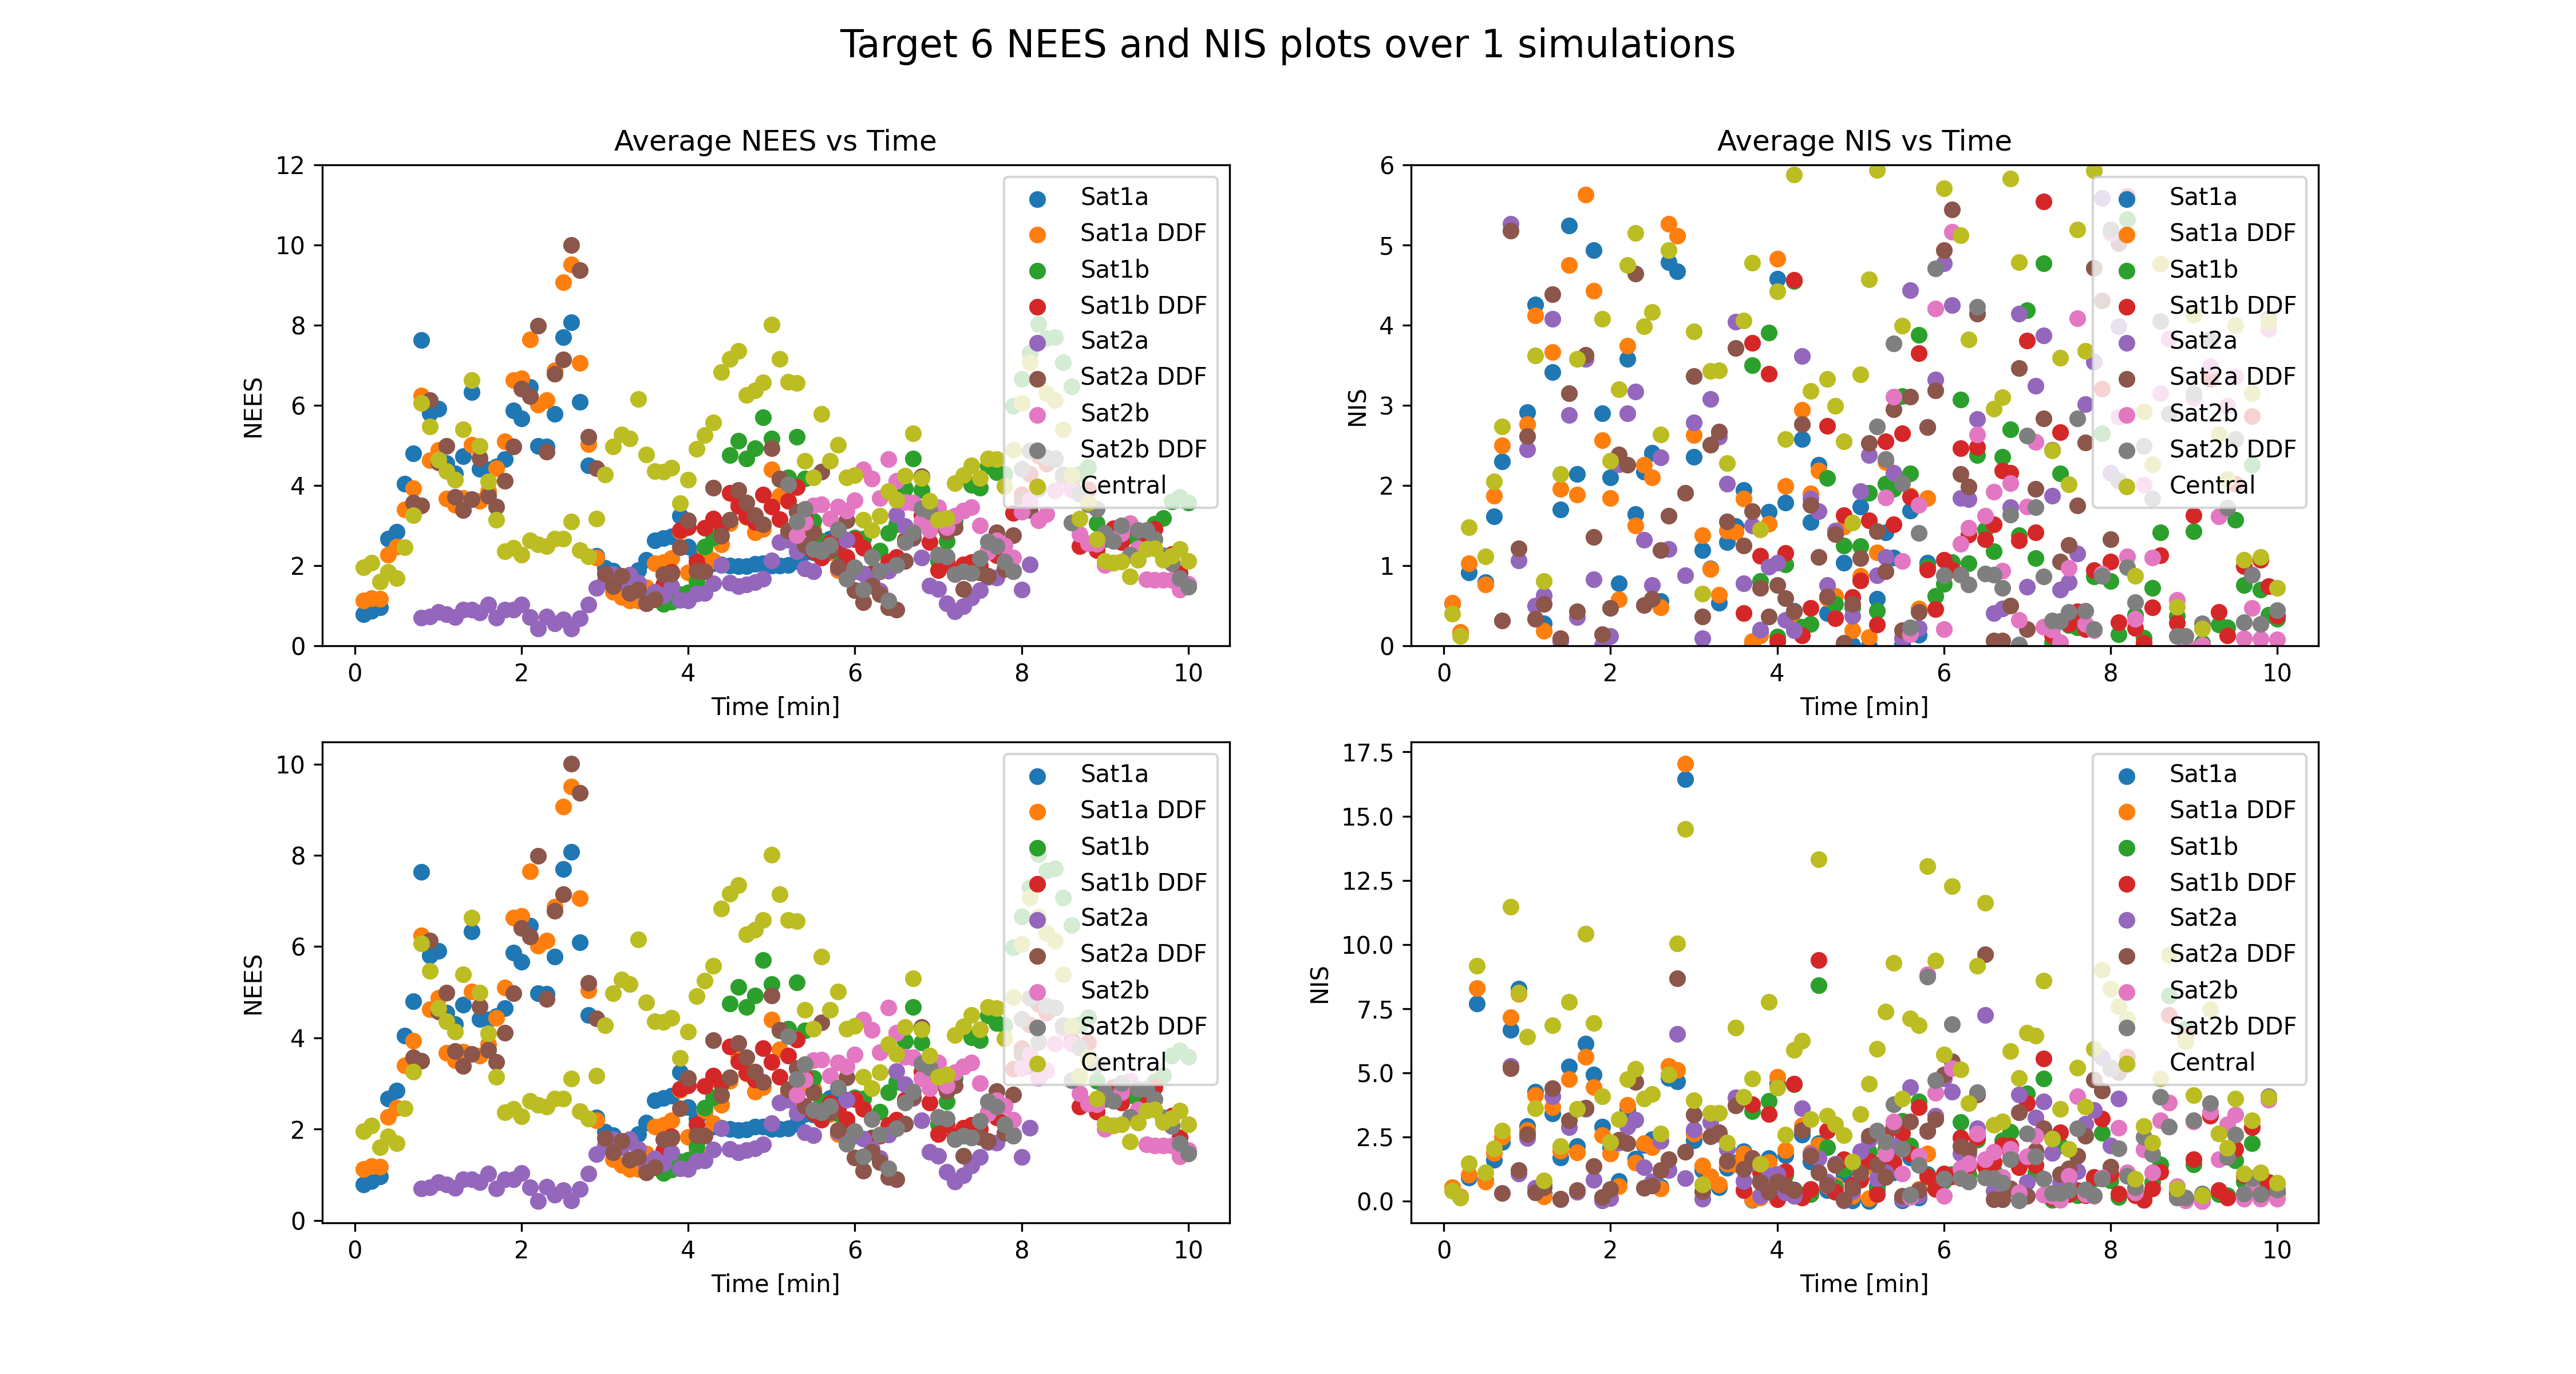 Target 6 NEES and NIS plots over 1 simulations
Average NEES vs Time
NEES
12
10
8
6
4
2
0
0 2 4 6 8 10
Time [min]
Sat1a
Sat1a DDF
Sat1b
Sat1b DDF
Sat2a
Sat2a DDF
Sat2b
Sat2b DDF
Central
Average NIS vs Time
NIS
6
5
4
3
2
1
0
0 2 4 6 8 10
Time [min]
Sat1a
Sat1a DDF
Sat1b
Sat1b DDF
Sat2a
Sat2a DDF
Sat2b
Sat2b DDF
Central
NEES
10
8
6
4
2
0
0 2 4 6 8 10
Time [min]
Sat1a
Sat1a DDF
Sat1b
Sat1b DDF
Sat2a
Sat2a DDF
Sat2b
Sat2b DDF
Central
NIS
17.5
15.0
12.5
10.0
7.5
5.0
2.5
0.0
0 2 4 6 8 10
Time [min]
Sat1a
Sat1a DDF
Sat1b
Sat1b DDF
Sat2a
Sat2a DDF
Sat2b
Sat2b DDF
Central